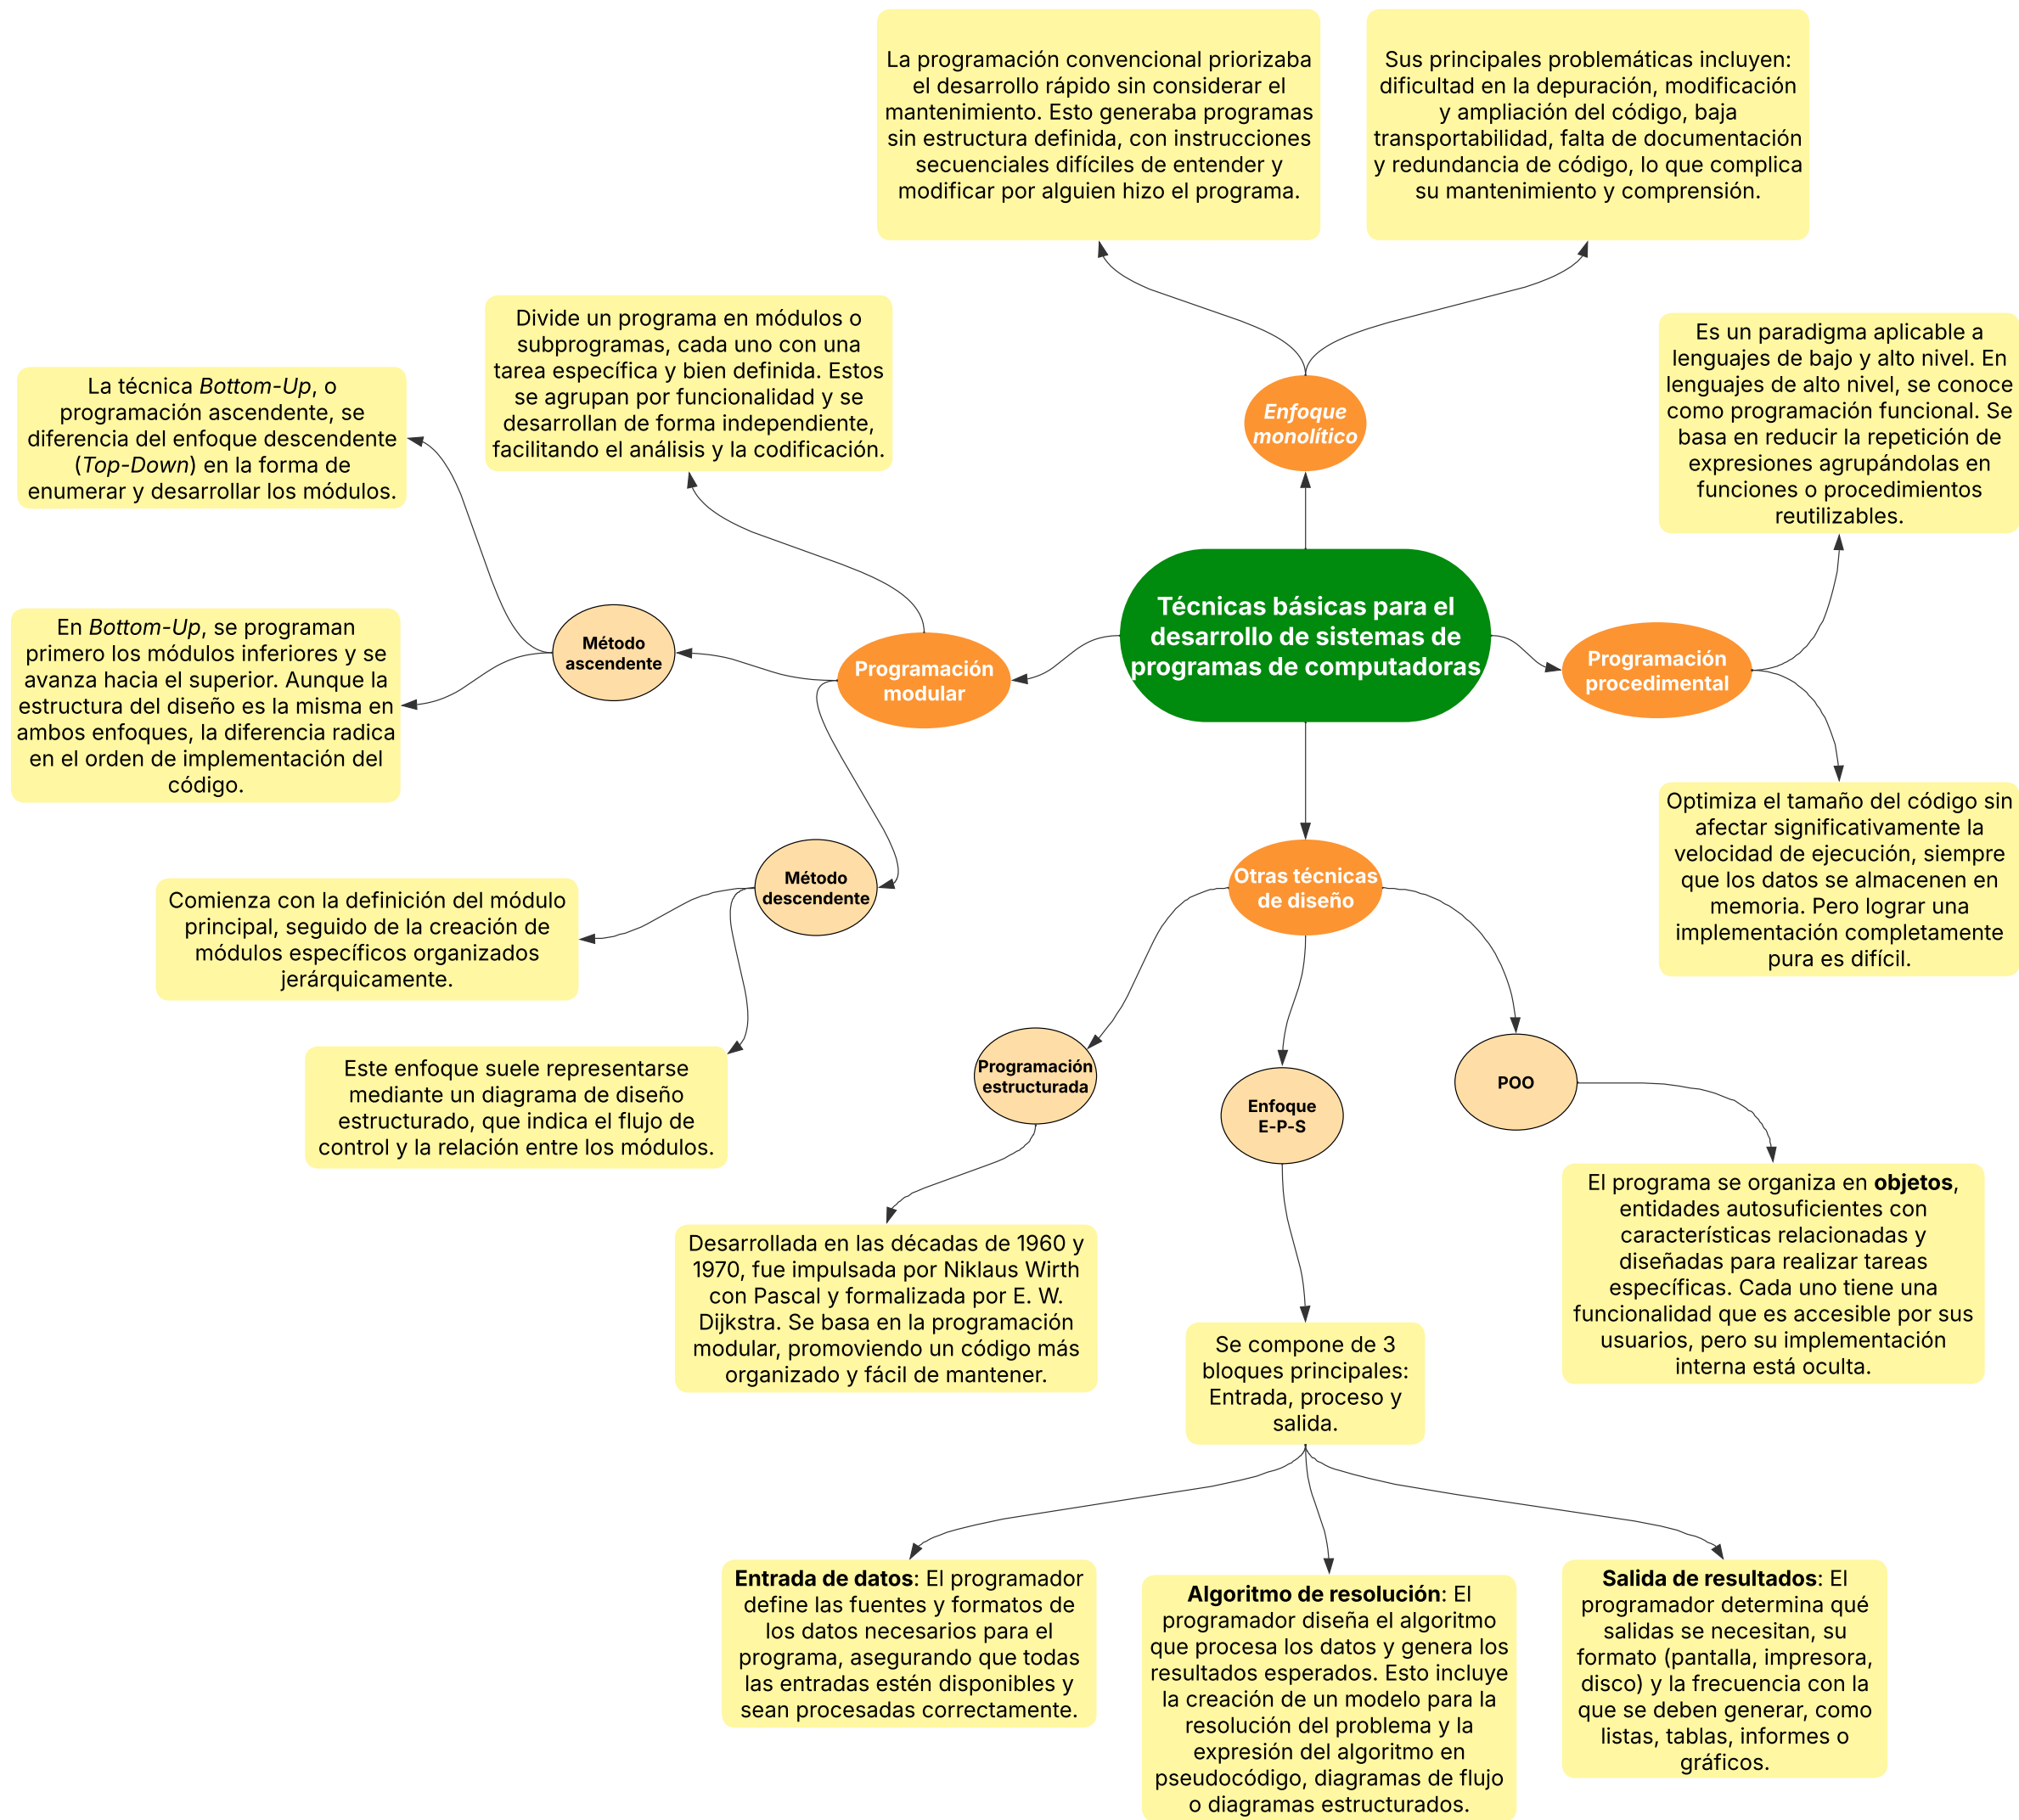 La programación convencional priorizaba
el desarrollo rápido sin considerar el
mantenimiento. Esto generaba programas
sin estructura definida, con instrucciones
secuenciales difíciles de entender y
modificar por alguien hizo el programa.
Sus principales problemáticas incluyen:
dificultad en la depuración, modificación
y ampliación del código, baja
transportabilidad, falta de documentación
y redundancia de código, lo que complica
su mantenimiento y comprensión.
Divide un programa en módulos o
subprogramas, cada uno con una
tarea específica y bien definida. Estos
se agrupan por funcionalidad y se
desarrollan de forma independiente,
facilitando el análisis y la codificación.
Es un paradigma aplicable a
lenguajes de bajo y alto nivel. En
lenguajes de alto nivel, se conoce
como programación funcional. Se
basa en reducir la repetición de
expresiones agrupándolas en
funciones o procedimientos
reutilizables.
La técnica Bottom-Up, o
programación ascendente, se
diferencia del enfoque descendente
(Top-Down) en la forma de
enumerar y desarrollar los módulos.
Enfoque
monolítico
Técnicas básicas para el
desarrollo de sistemas de
programas de computadoras
En Bottom-Up, se programan
primero los módulos inferiores y se
avanza hacia el superior. Aunque la
estructura del diseño es la misma en
ambos enfoques, la diferencia radica
en el orden de implementación del
código.
Método
ascendente
Programación
modular
Programación
procedimental
Optimiza el tamaño del código sin
afectar significativamente la
velocidad de ejecución, siempre
que los datos se almacenen en
memoria. Pero lograr una
implementación completamente
pura es difícil.
Método
descendente
Otras técnicas
de diseño
Comienza con la definición del módulo
principal, seguido de la creación de
módulos específicos organizados
jerárquicamente.
Este enfoque suele representarse
mediante un diagrama de diseño
estructurado, que indica el flujo de
control y la relación entre los módulos.
Programación
estructurada
Enfoque
E-P-S
POO
El programa se organiza en objetos,
entidades autosuficientes con
características relacionadas y
diseñadas para realizar tareas
específicas. Cada uno tiene una
funcionalidad que es accesible por sus
usuarios, pero su implementación
interna está oculta.
Desarrollada en las décadas de 1960 y
1970, fue impulsada por Niklaus Wirth
con Pascal y formalizada por E. W.
Dijkstra. Se basa en la programación
modular, promoviendo un código más
organizado y fácil de mantener.
Se compone de 3
bloques principales:
Entrada, proceso y
salida.
Entrada de datos: El programador
define las fuentes y formatos de
los datos necesarios para el
programa, asegurando que todas
las entradas estén disponibles y
sean procesadas correctamente.
Algoritmo de resolución: El
programador diseña el algoritmo
que procesa los datos y genera los
resultados esperados. Esto incluye
la creación de un modelo para la
resolución del problema y la
expresión del algoritmo en
pseudocódigo, diagramas de flujo
o diagramas estructurados.
Salida de resultados: El
programador determina qué
salidas se necesitan, su
formato (pantalla, impresora,
disco) y la frecuencia con la
que se deben generar, como
listas, tablas, informes o
gráficos.